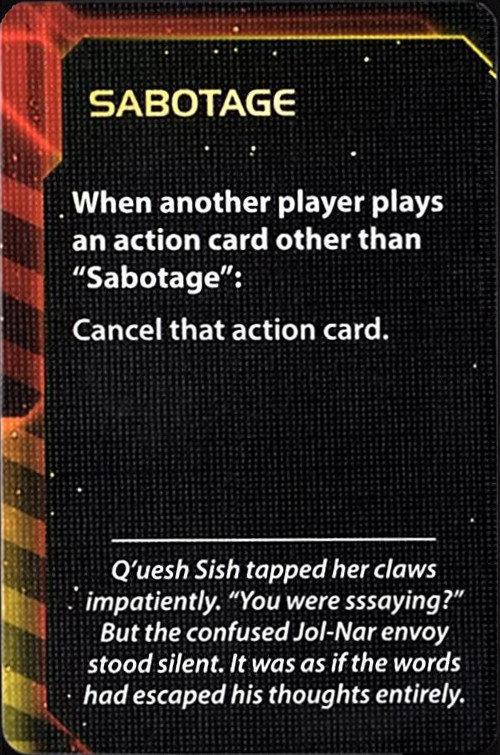 SABOTAGE
When another player plays
an action card other than
“Sabotage”:
Cancel that action card.
Q’uesh Sish tapped her claws
impatiently. “You were sssaying?”
But the confused Jol-Nar envoy
stood silent. It was as if the words
had escaped his thoughts entirely.